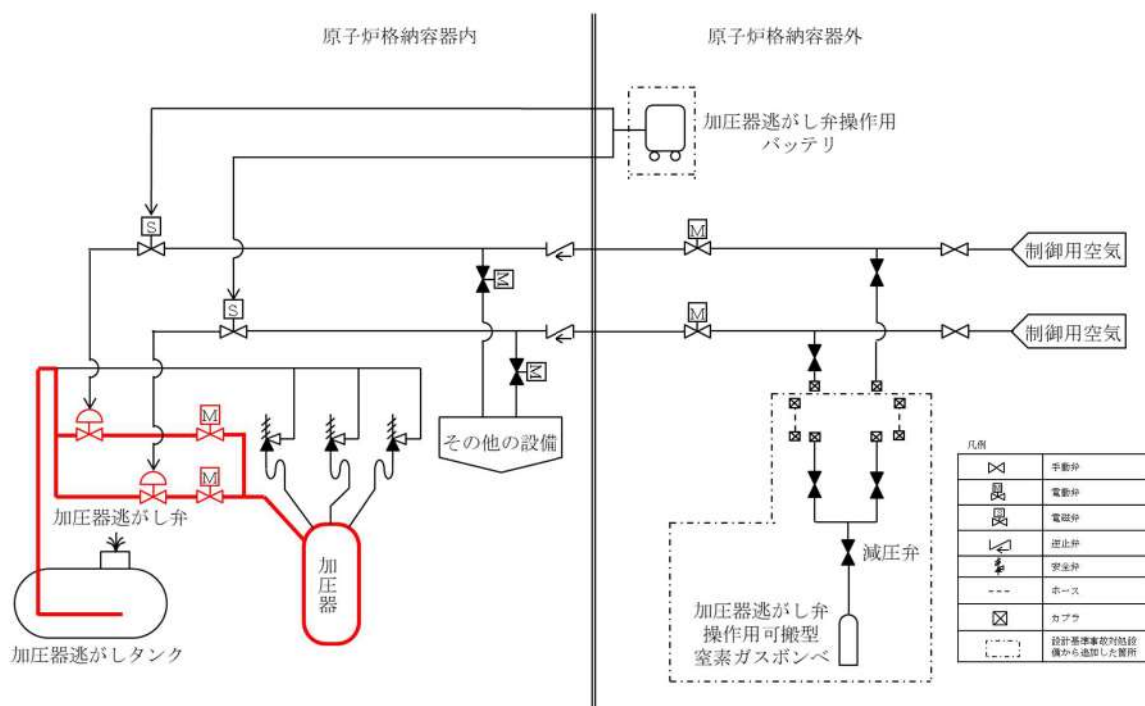 原子炉格納容器内
原子炉格納容器外
加圧器逃がし弁操作用
バッテリ
S
M
制御用空気
M
S
M
制御用空気
M
M
その他の設備
M
加圧器逃がし弁
加圧器
減圧弁
加圧器逃がし弁
操作用可搬型
窒素ガスボンベ
加圧器逃がしタンク
凡例
手動弁
電動弁
電磁弁
逆止弁
安全弁
ホース
カプラ
設計基準事故対処設
備から追加した箇所